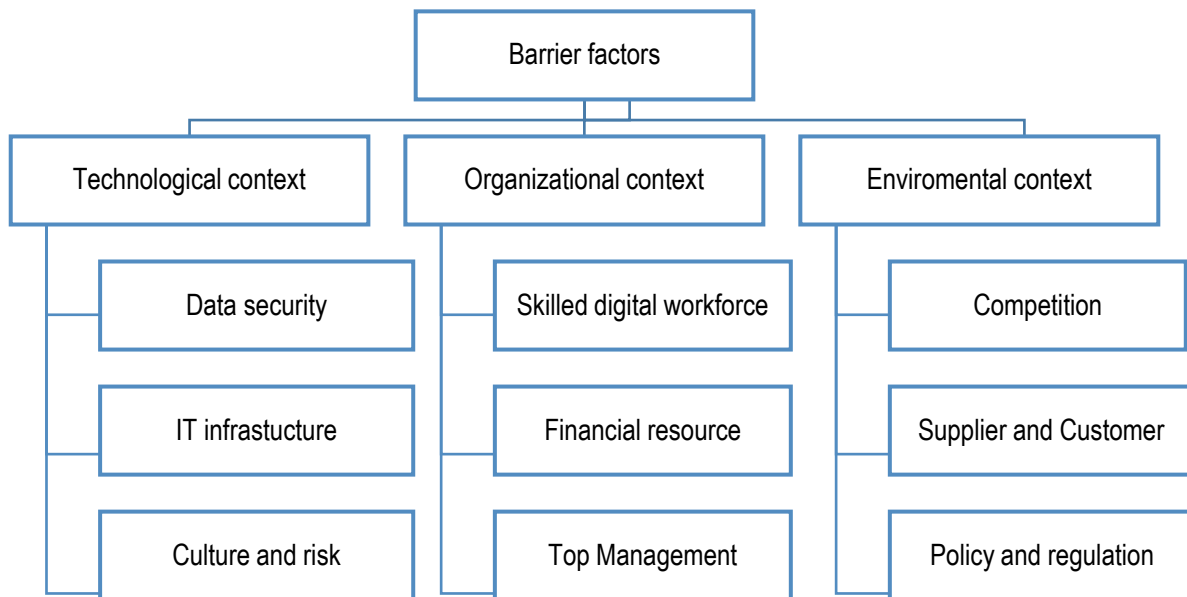 Barrier factors
Technological context
Organizational context
Enviromental context
Data security
Skilled digital workforce
Competition
IT infrastucture
Financial resource
Supplier and Customer
Culture and risk
Top Management
Policy and regulation